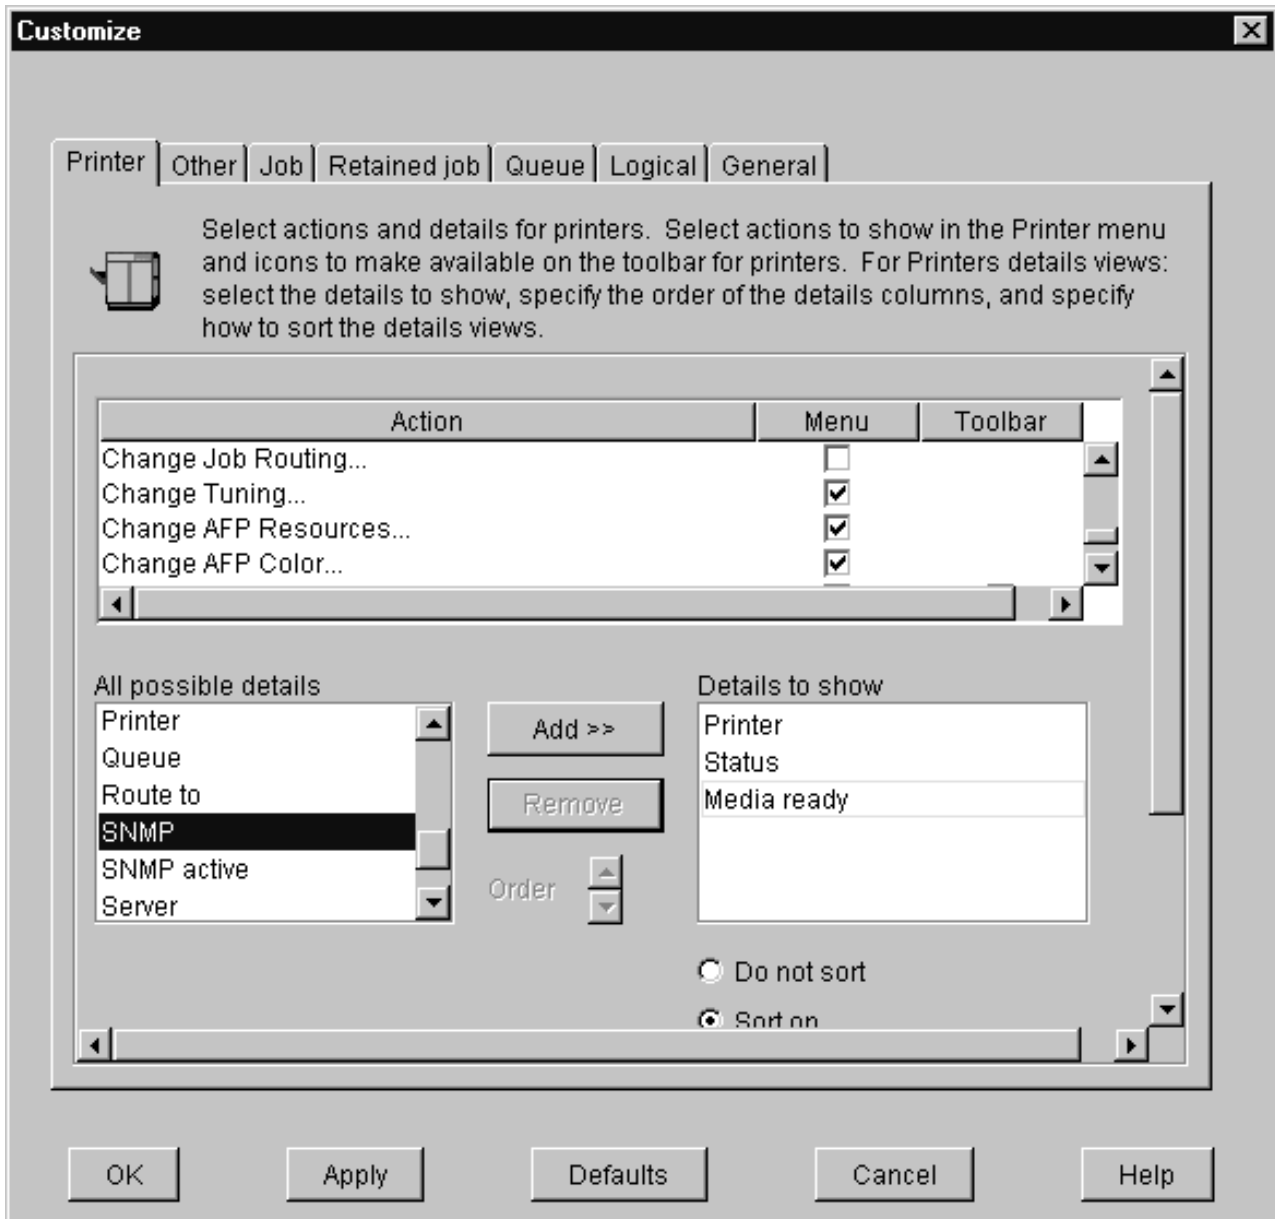 Customize
Printer Other Job Retained job Queue Logical General
Select actions and details for printers. Select actions to show in the Printer menu
and icons to make available on the toolbar for printers. For Printers details views:
select the details to show, specify the order of the details columns, and specify
how to sort the details views.
Action Menu Toolbar
Change Job Routing...
Change Tuning...
Change AFP Resources...
Change AFP Color...
All possible details
Printer
Queue
Route to
SNMP
SNMP active
Server
Add >>
Remove
Order
Details to show
Printer
Status
Media ready
Do not sort
Sort on
OK Apply Defaults Cancel Help